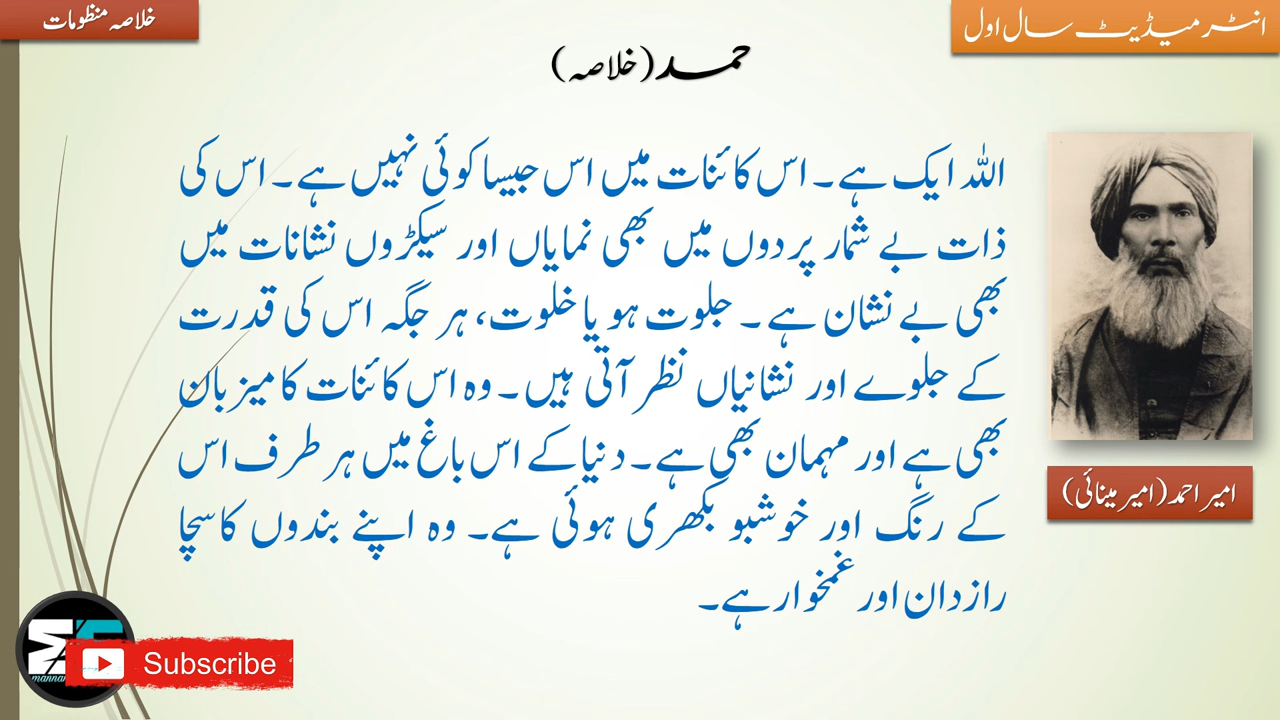 خلاصہ منظومات
انٹرمیڈیٹ سال اول
حمد (خلاصہ)
اللہ ایک ہے۔ اس کائنات میں اس جیسا کوئی نہیں ہے۔ اس کی
ذات بے شمار پردوں میں بھی نمایاں اور سیکڑوں نشانات میں
بھی بے نشان ہے۔ جلوت ہو یا خلوت، ہر جگہ اس کی قدرت
کے جلوے اور نشانیاں نظر آتی ہیں۔ وہ اس کائنات کا میزبان
بھی ہے اور مہمان بھی ہے۔ دنیا کے اس باغ میں ہر طرف اس
کے رنگ اور خوشبو بکھری ہوئی ہے۔ وہ اپنے بندوں کا سچا
رازدان اور غمخوار ہے۔
امیر احمد (امیر مینائی)
Subscribe